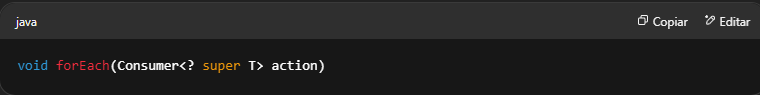 java
Copiar
Editar
void forEach(Consumer<? super T> action)